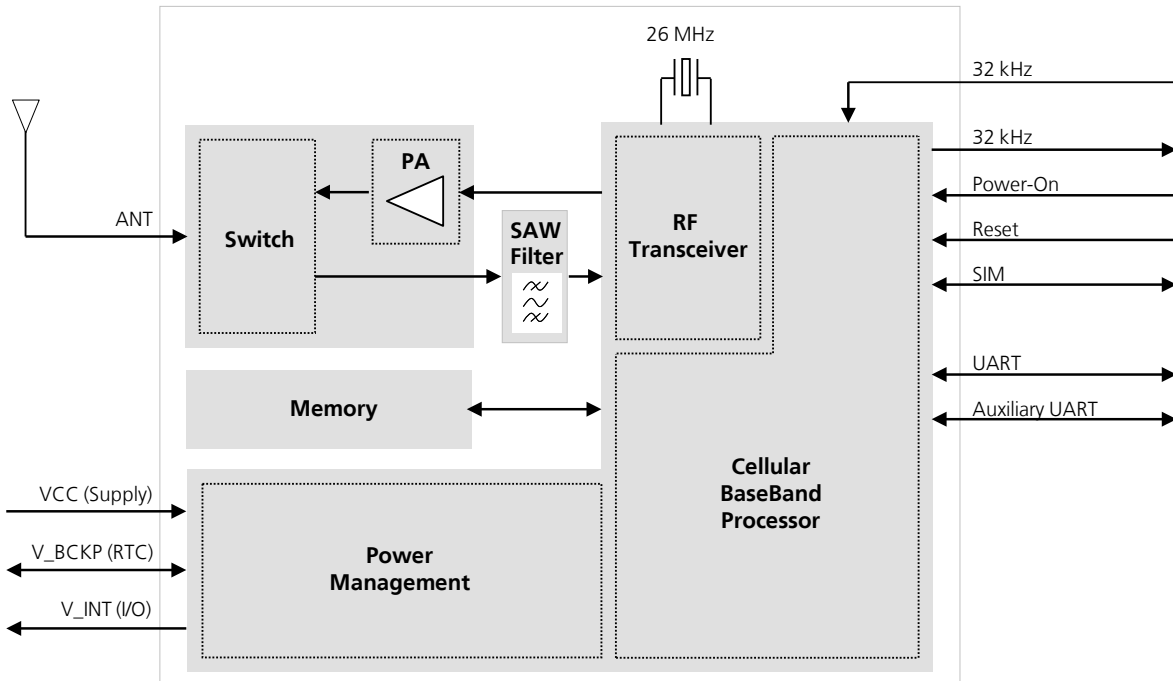 26 MHz
32 kHz
32 kHz
PA
Power-On
ANT
Switch
SAW
Filter
RF
Transceiver
Reset
SIM
UART
Memory
Auxiliary UART
Cellular
BaseBand
Processor
VCC (Supply)
V_BCKP (RTC)
Power
Management
V_INT (I/O)